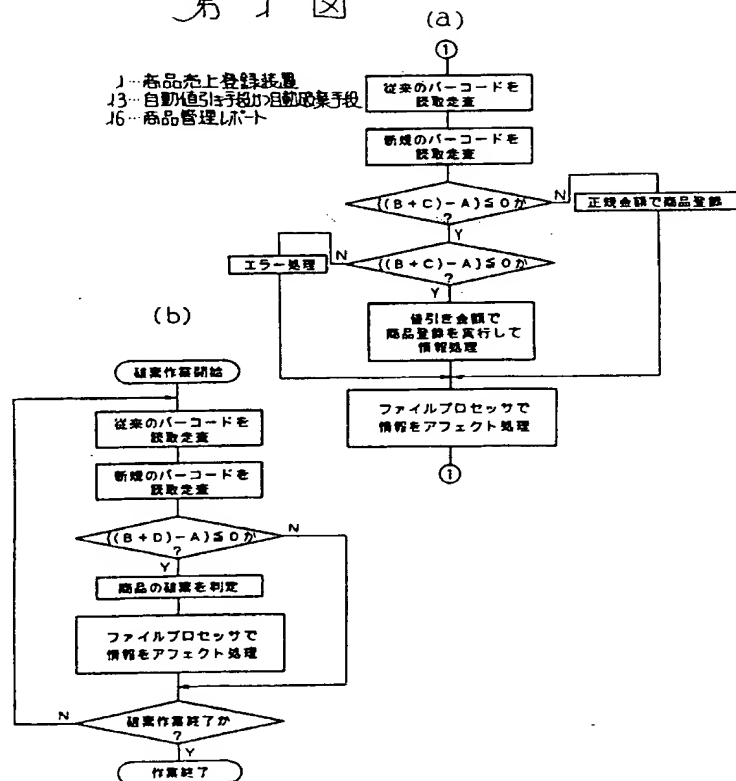 第1図
1…商品売上登録装置
13…自動値引き手段かつ自動破棄手段
16…商品管理レポート
(a)
①
従来のバーコードを
読取走査
新規のバーコードを
読取走査
{(B+C)-A}≦0か
?
N
正規金額で商品登録
Y
{(B+C)-A}≦0か
?
N
エラー処理
Y
値引き金額で
商品登録を実行して
情報処理
ファイルプロセッサで
情報をアフェクト処理
①
(b)
破棄作業開始
従来のバーコードを
読取走査
新規のバーコードを
読取走査
{(B+D)-A}≦0か
?
N
Y
商品の破棄を判定
ファイルプロセッサで
情報をアフェクト処理
破棄作業終了か
?
N
Y
作業終了